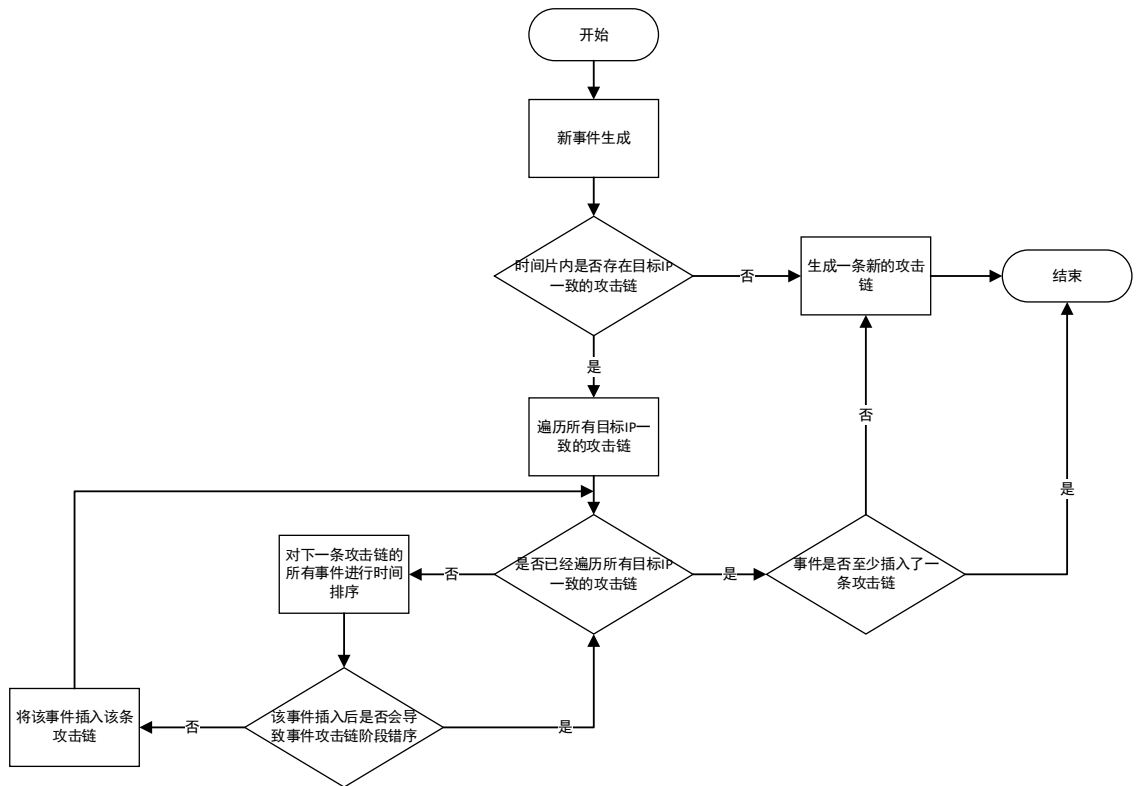 开始
新事件生成
时间片内是否存在目标IP
一致的攻击链
否
生成一条新的攻击
链
结束
是
遍历所有目标IP一
致的攻击链
否
是
对下一条攻击链的
所有事件进行时间
排序
否
是否已经遍历所有目标IP
一致的攻击链
是
事件是否至少插入了一
条攻击链
将该事件插入该条
攻击链
否
该事件插入后是否会导
致事件攻击链阶段错序
是